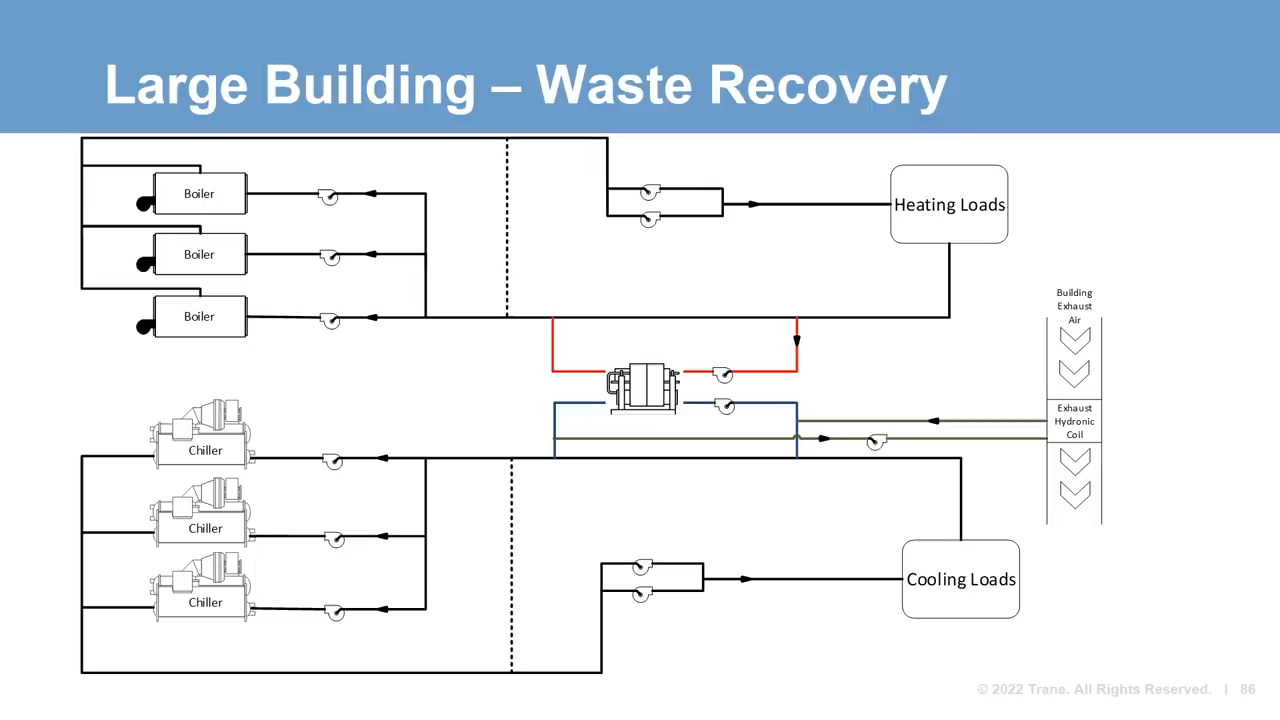 Large Building – Waste Recovery
Boiler
Boiler
Boiler
Heating Loads
Building
Exhaust
Air
Exhaust
Hydronic
Coil
Chiller
Chiller
Chiller
Cooling Loads
© 2022 Trane. All Rights Reserved. | 86